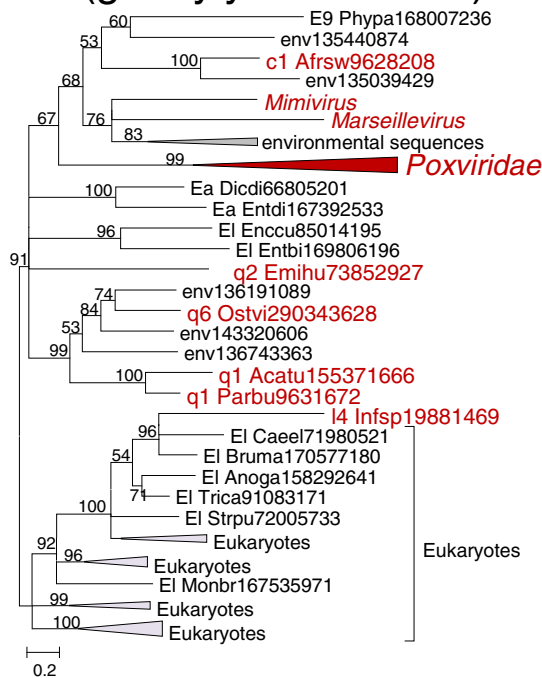 60
E9 Phypa168007236
53
env135440874
100
c1 Afrsw9628208
68
env135039429
Mimivirus
67
76
Marseillevirus
83
environmental sequences
99
Poxviridae
100
Ea Dicdi66805201
Ea Entdi167392533
96
El Enccu85014195
El Entbi169806196
91
q2 Emihu73852927
74
env136191089
84
q6 Ostvi290343628
53
env143320606
99
env136743363
100
q1 Acatu155371666
q1 Parbu9631672
l4 Infsp19881469
96
El Caeel71980521
54
El Bruma170577180
El Anoga158292641
71
El Trica91083171
100
El Strpu72005733
Eukaryotes
92
96
Eukaryotes
Eukaryotes
El Monbr167535971
99
Eukaryotes
100
Eukaryotes
0.2